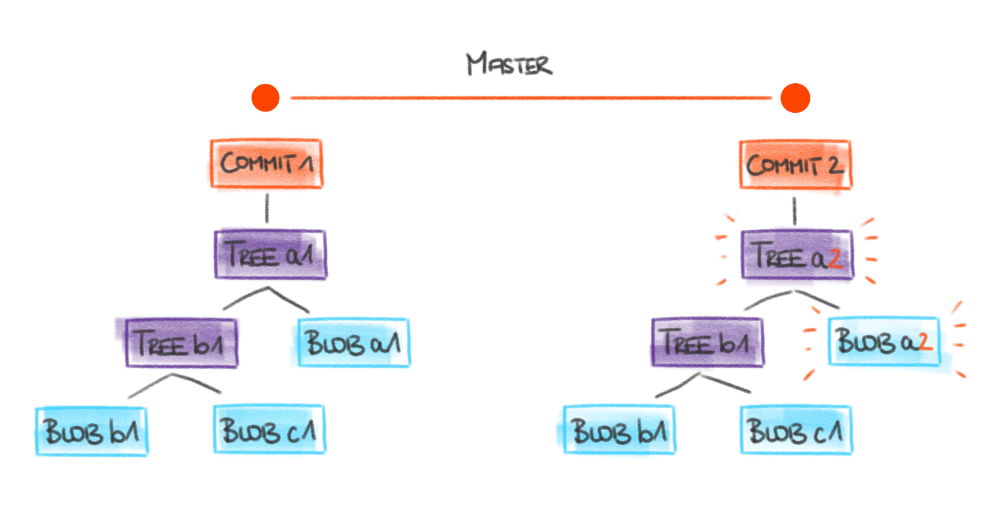 MASTER
COMMIT 1
COMMIT 2
TREE a1
TREE a2
TREE b1
BLOB a1
TREE b1
BLOB a2
BLOB b1
BLOB c1
BLOB b1
BLOB c1